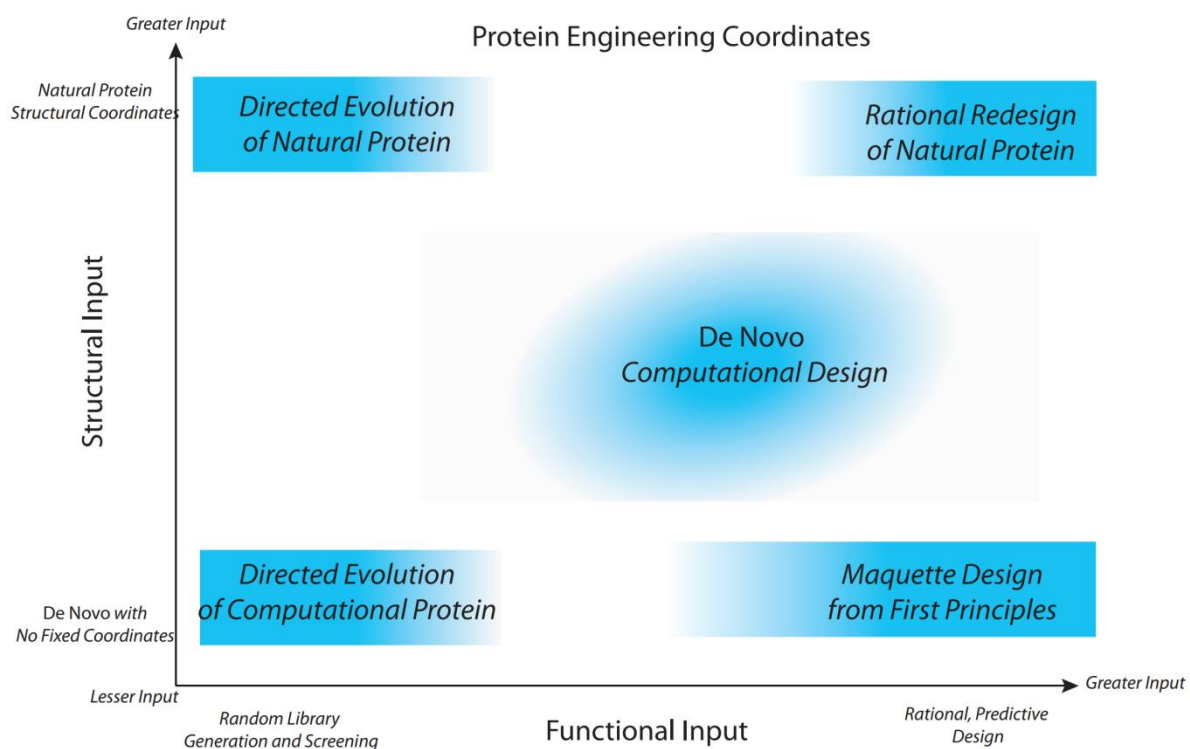 Greater Input
Protein Engineering Coordinates
Natural Protein
Structural Coordinates
Directed Evolution
of Natural Protein
Rational Redesign
of Natural Protein
Structural Input
De Novo
Computational Design
Directed Evolution
of Computational Protein
Maquette Design
from First Principles
De Novo with
No Fixed Coordinates
Lesser Input
Greater Input
Random Library
Generation and Screening
Functional Input
Rational, Predictive
Design